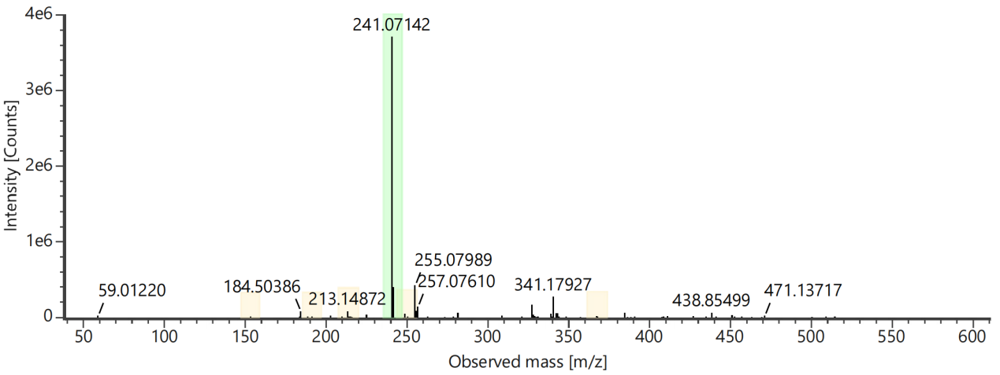 4e6
241.07142
3e6
Intensity [Counts]
2e6
1e6
255.07989
257.07610
59.01220
184.50386
213.14872
341.17927
438.85499
471.13717
0
50 100 150 200 250 300 350 400 450 500 550 600
Observed mass [m/z]